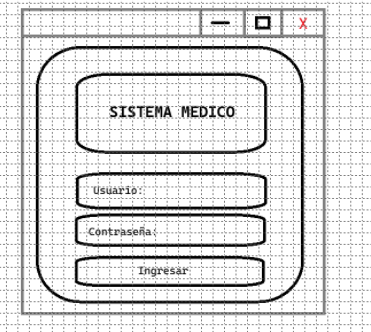 X
SISTEMA MEDICO
Usuario:
Contraseña:
Ingresar